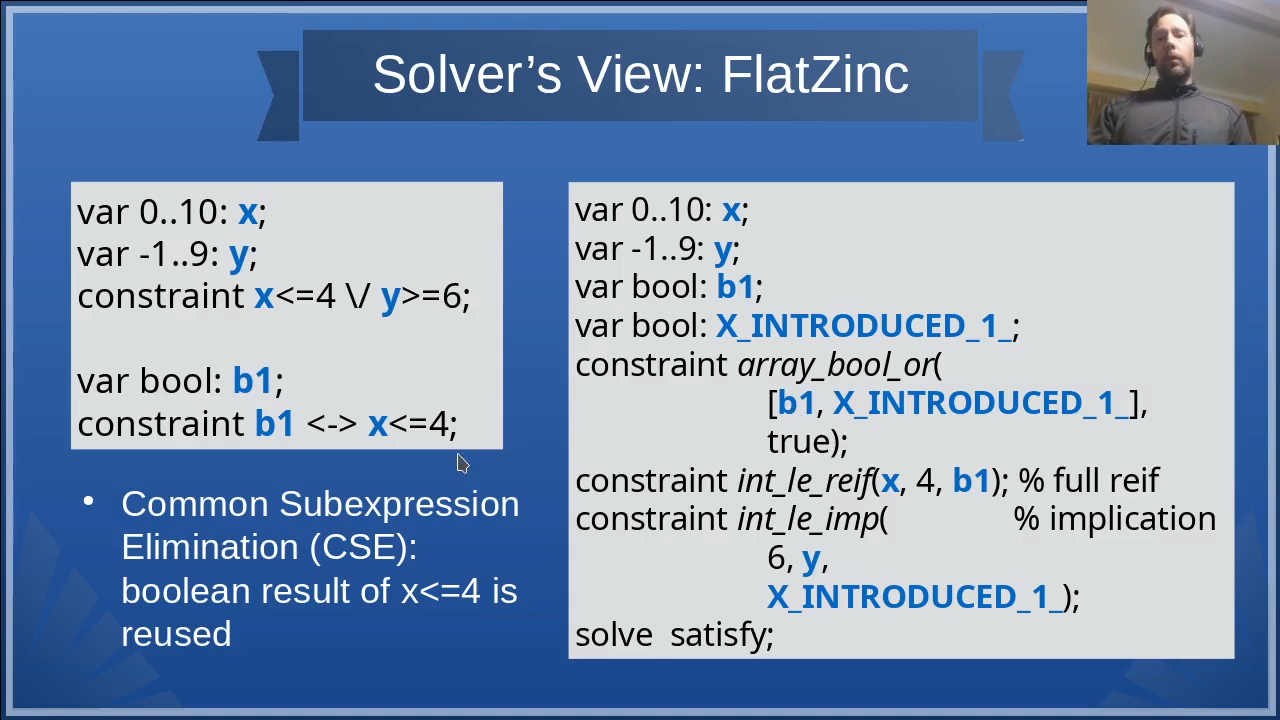 Solver’s View: FlatZinc
var 0..10: x;
var -1..9: y;
constraint x<=4 \/ y>=6;
var bool: b1;
constraint b1 <-> x<=4;
• Common Subexpression
Elimination (CSE):
boolean result of x<=4 is
reused
var 0..10: x;
var -1..9: y;
var bool: b1;
var bool: X_INTRODUCED_1_;
constraint array_bool_or(
[b1, X_INTRODUCED_1_],
true);
constraint int_le_reif(x, 4, b1); % full reif
constraint int_le_imp( % implication
6, y,
X_INTRODUCED_1_);
solve satisfy;